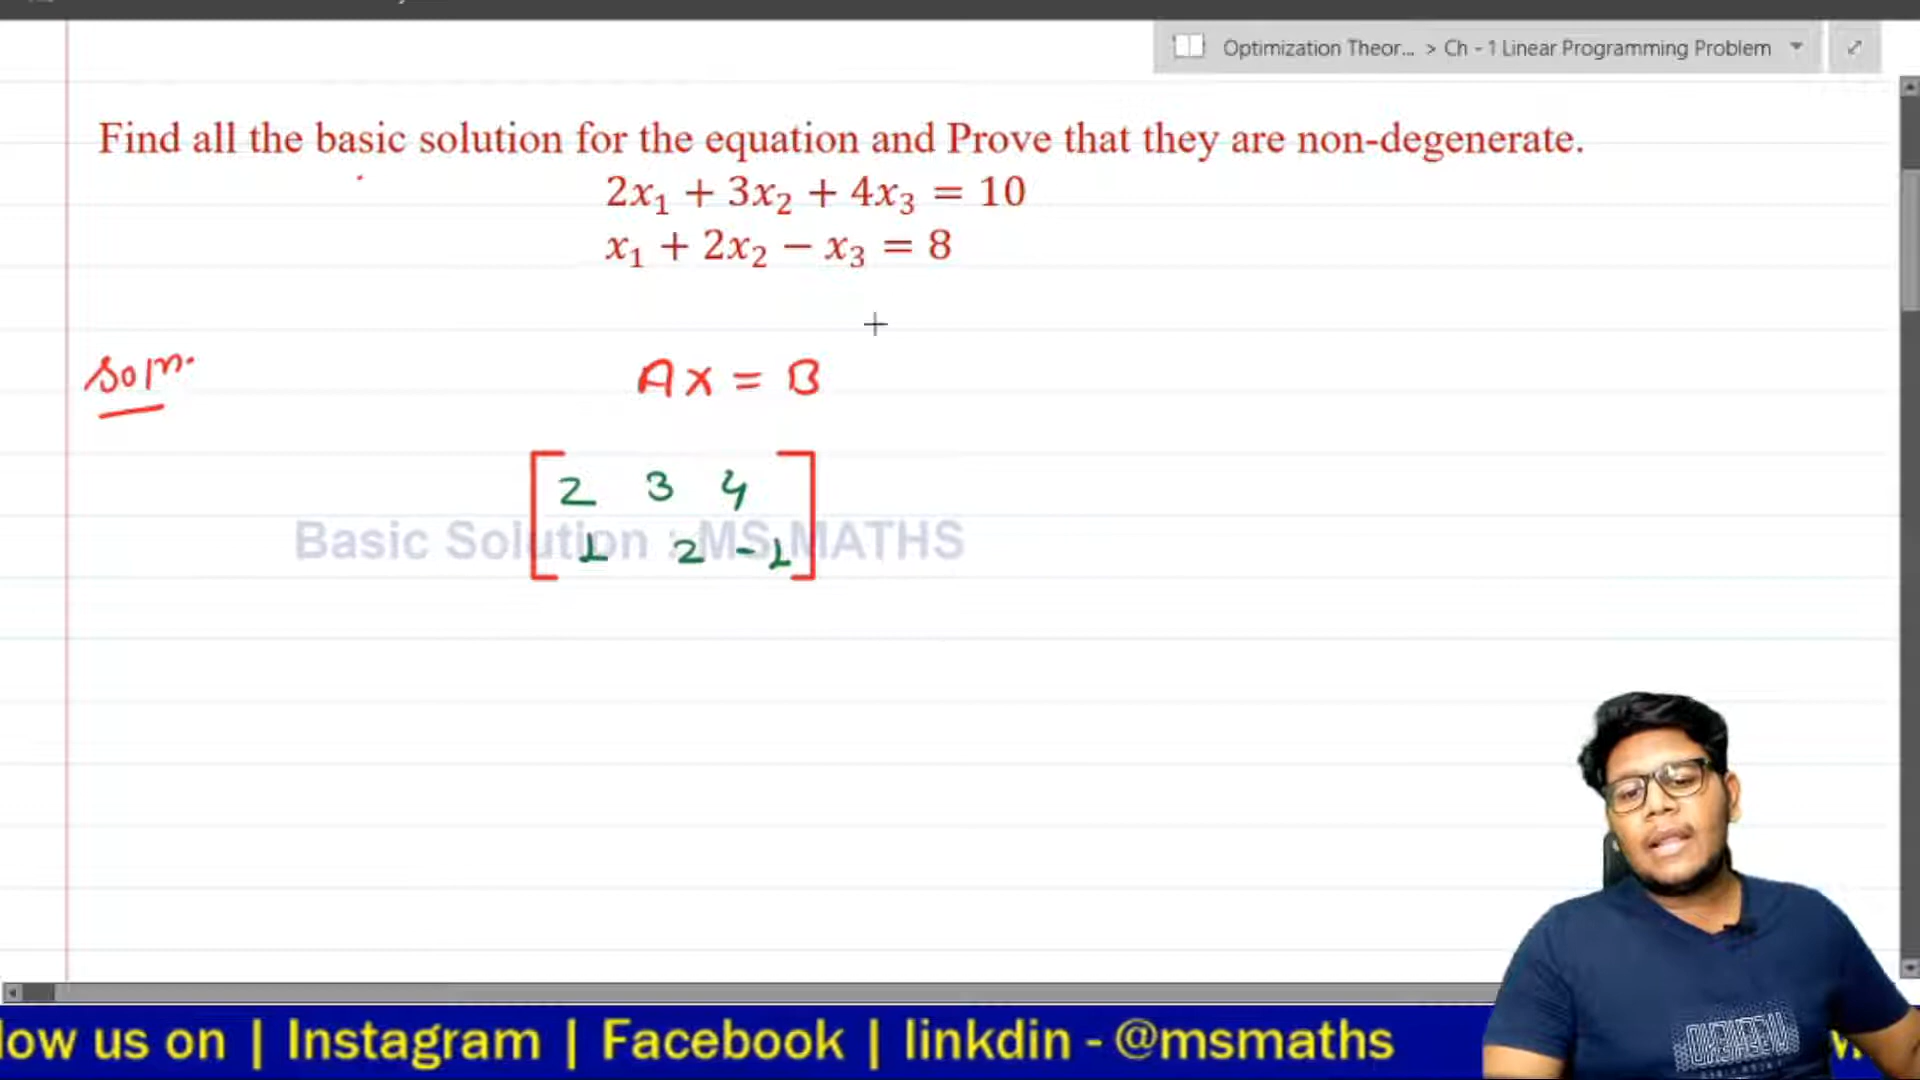 Optimization Theor... > Ch - 1 Linear Programming Problem
Find all the basic solution for the equation and Prove that they are non-degenerate.
2x₁ + 3x₂ + 4x₃ = 10
x₁ + 2x₂ − x₃ = 8
Soln.
AX = B
2 3 4
1 2 -1
Basic Solution : MS MATHS
low us on | Instagram | Facebook | linkdin - @msmaths